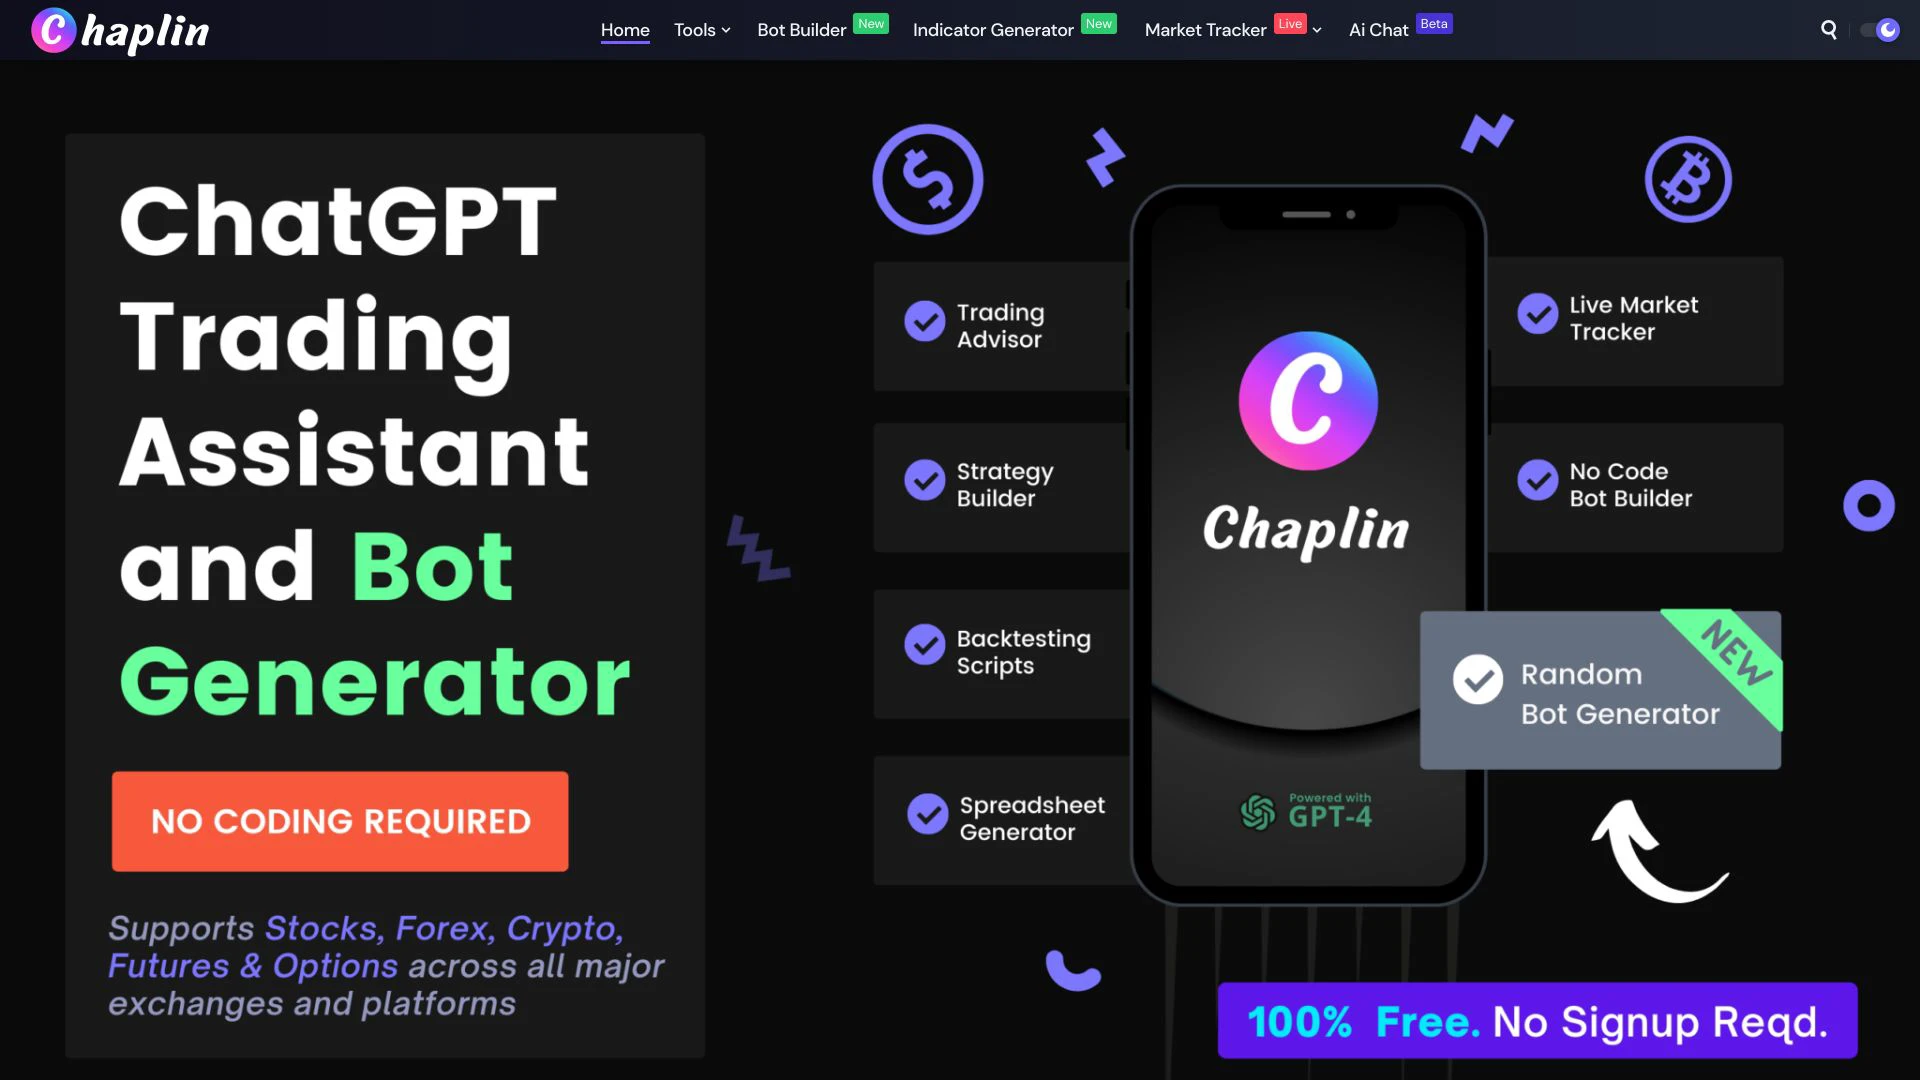 Chaplin
Home
Tools
Bot Builder New
Indicator Generator New
Market Tracker Live
Ai Chat Beta
ChatGPT
Trading
Assistant
and Bot
Generator
NO CODING REQUIRED
Supports Stocks, Forex, Crypto,
Futures & Options across all major
exchanges and platforms
Trading
Advisor
Strategy
Builder
Backtesting
Scripts
Spreadsheet
Generator
C
Chaplin
Powered with
GPT-4
Live Market
Tracker
No Code
Bot Builder
NEW
Random
Bot Generator
100% Free. No Signup Reqd.